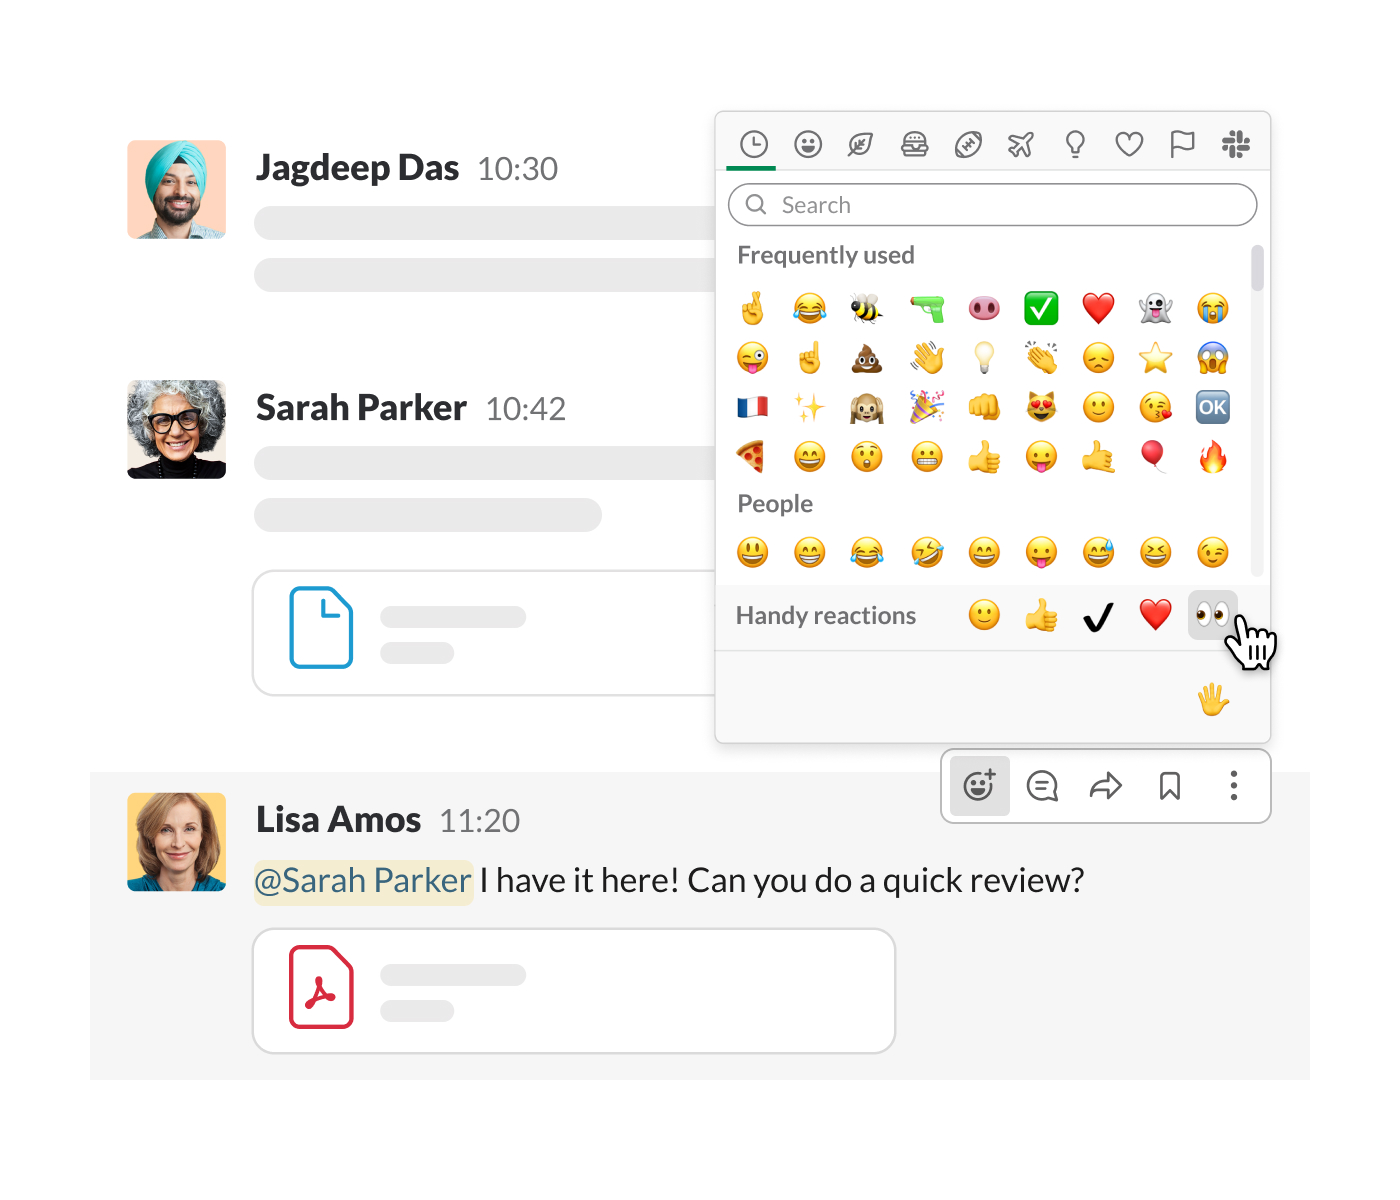 Jagdeep Das 10:30
Search
Frequently used
Sarah Parker 10:42
OK
People
Handy reactions
Lisa Amos 11:20
@Sarah Parker I have it here! Can you do a quick review?